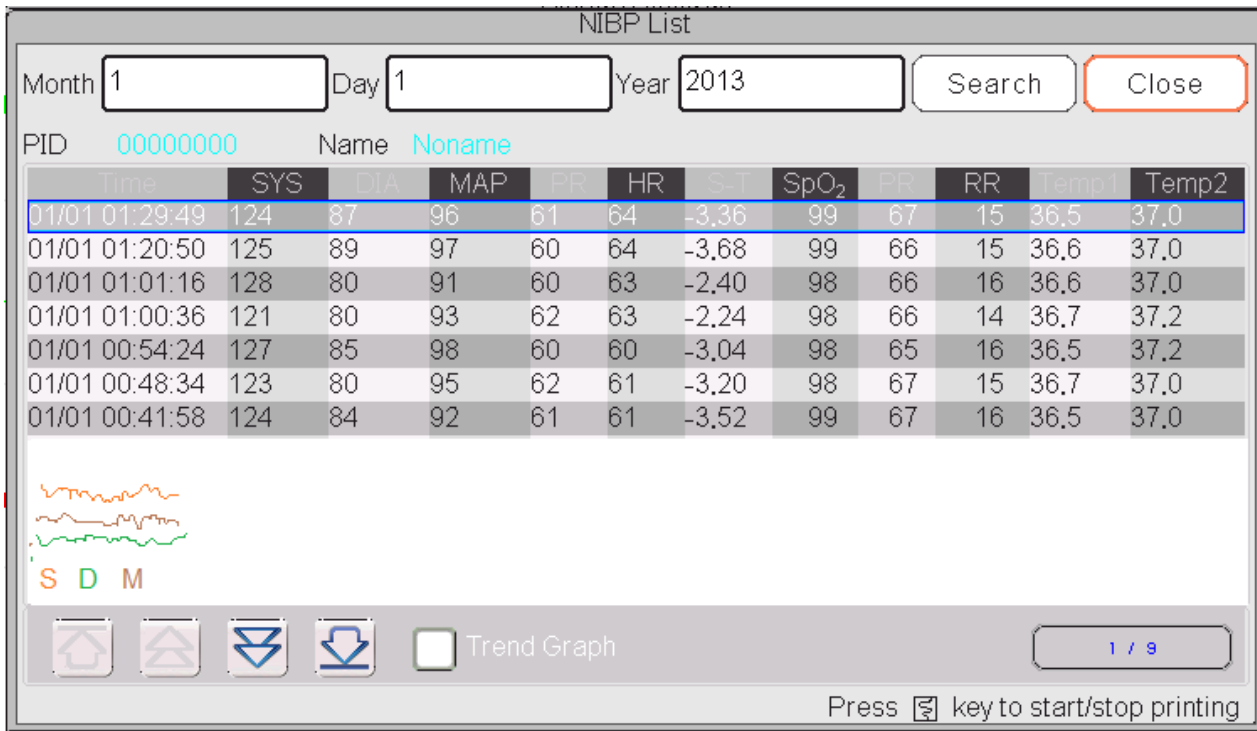 NIBP List
Month 1 Day 1 Year 2013 Search Close
PID 00000000 Name Noname
Time SYS DIA MAP PR HR S-T SpO₂ PR RR Temp1 Temp2
01/01 01:29:49 124 87 96 61 64 -3.36 99 67 15 36.5 37.0
01/01 01:20:50 125 89 97 60 64 -3.68 99 66 15 36.6 37.0
01/01 01:01:16 128 80 91 60 63 -2.40 98 66 16 36.6 37.0
01/01 01:00:36 121 80 93 62 63 -2.24 98 66 14 36.7 37.2
01/01 00:54:24 127 85 98 60 60 -3.04 98 65 16 36.5 37.2
01/01 00:48:34 123 80 95 62 61 -3.20 98 67 15 36.7 37.0
01/01 00:41:58 124 84 92 61 61 -3.52 99 67 16 36.5 37.0
S D M
Trend Graph 1 / 9
Press key to start/stop printing